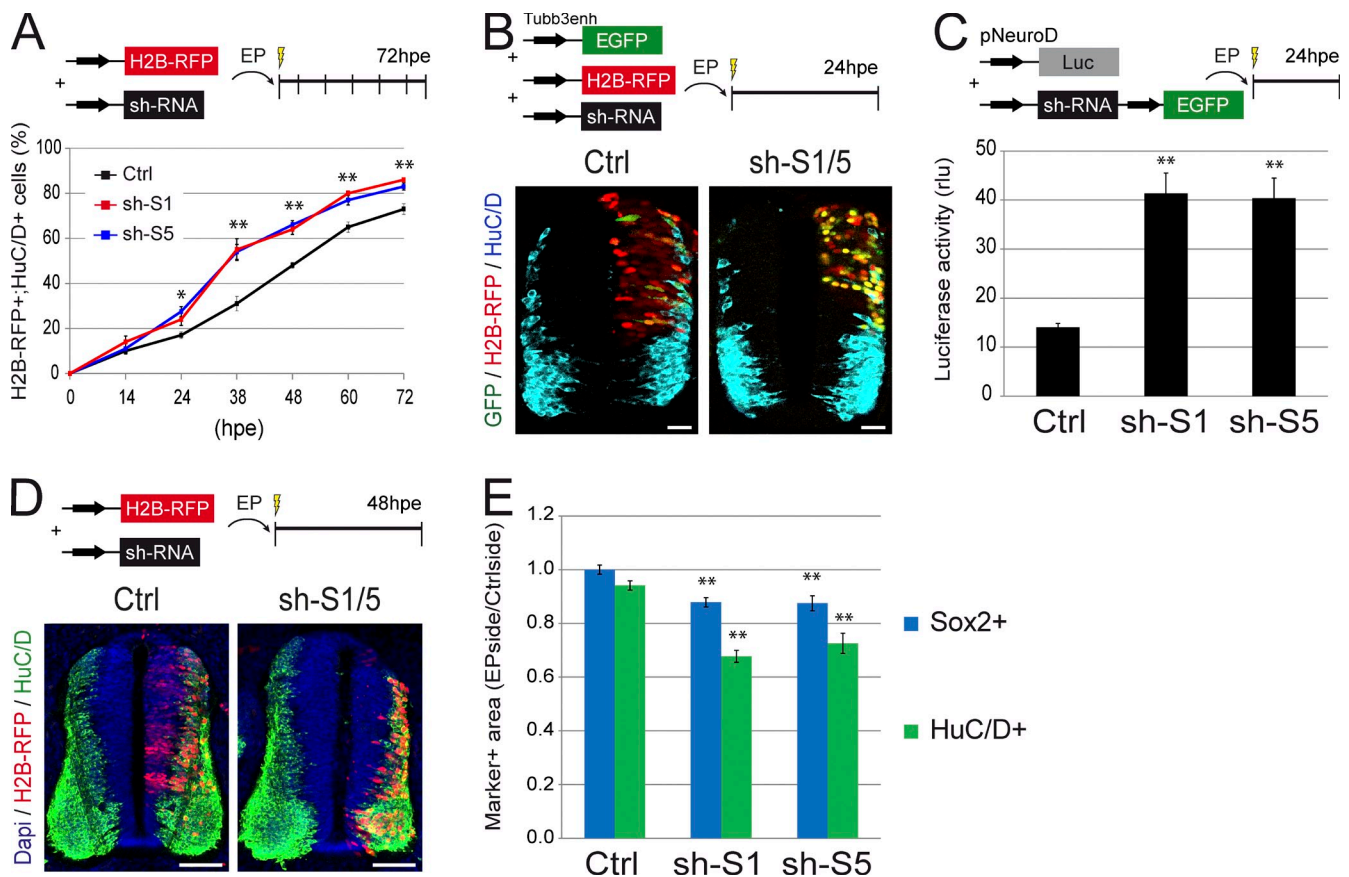 A
H2B-RFP
+
sh-RNA
EP
72hpe
H2B-RFP+;HuC/D+ cells (%)
100
80
60
40
20
0
Ctrl
sh-S1
sh-S5
*
**
**
**
**
0 14 24 38 48 60 72
(hpe)
B
Tubb3enh
EGFP
+
H2B-RFP
+
sh-RNA
EP
24hpe
Ctrl
sh-S1/5
GFP / H2B-RFP / HuC/D
C
pNeuroD
Luc
+
sh-RNA
EGFP
EP
24hpe
Luciferase activity (rlu)
50
40
30
20
10
0
**
**
Ctrl sh-S1 sh-S5
D
H2B-RFP
+
sh-RNA
EP
48hpe
Ctrl
sh-S1/5
Dapi / H2B-RFP / HuC/D
E
Marker+ area (EPside/Ctrlside)
1.2
1.0
0.8
0.6
0.4
0.2
0.0
**
**
**
**
Ctrl sh-S1 sh-S5
Sox2+
HuC/D+